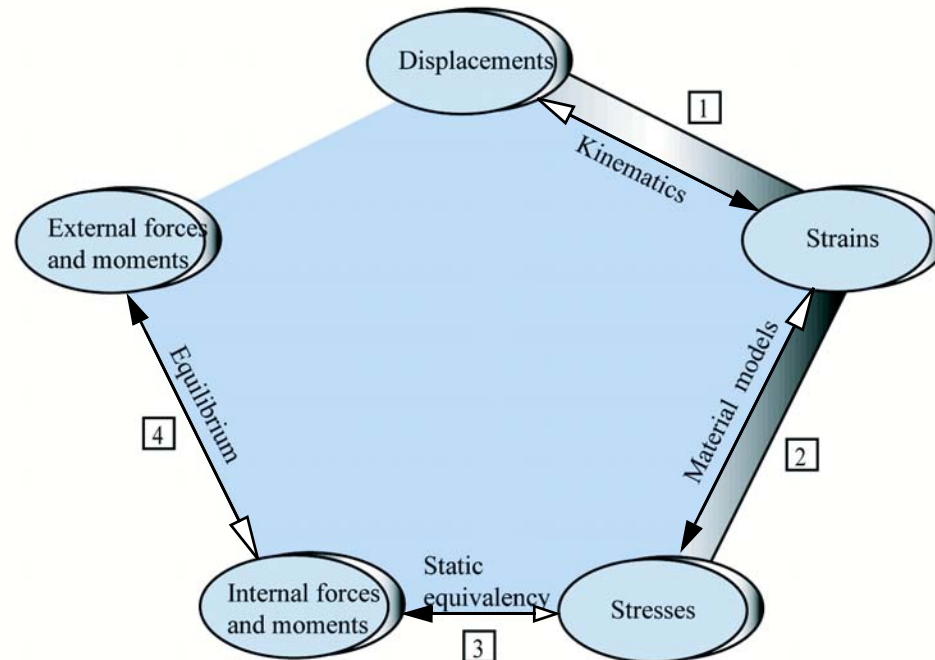 Displacements
1
Kinematics
External forces
and moments
Strains
Material models
2
Equilibrium
4
Internal forces
and moments
Static
equivalency
3
Stresses